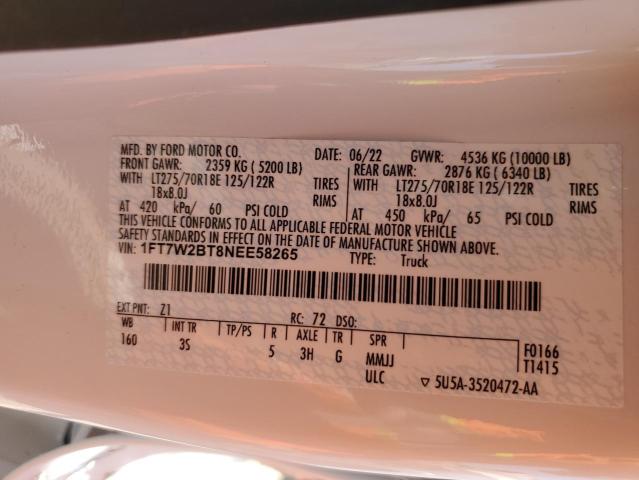 MFD. BY FORD MOTOR CO. DATE: 06/22 GVWR: 4536 KG (10000 LB)
FRONT GAWR: 2359 KG ( 5200 LB) REAR GAWR: 2876 KG ( 6340 LB)
WITH LT275/70R18E 125/122R TIRES WITH LT275/70R18E 125/122R TIRES
18x8.0J RIMS 18x8.0J RIMS
AT 420 kPa/ 60 PSI COLD AT 450 kPa/ 65 PSI COLD
THIS VEHICLE CONFORMS TO ALL APPLICABLE FEDERAL MOTOR VEHICLE
SAFETY STANDARDS IN EFFECT ON THE DATE OF MANUFACTURE SHOWN ABOVE.
VIN: 1FT7W2BT8NEE58265 TYPE: Truck
EXT PNT: Z1 RC: 72 DSO:
WB INT TR TP/PS R AXLE TR SPR F0166
160 3S 5 3H G MMJJ T1415
ULC ▽ 5U5A-3520472-AA